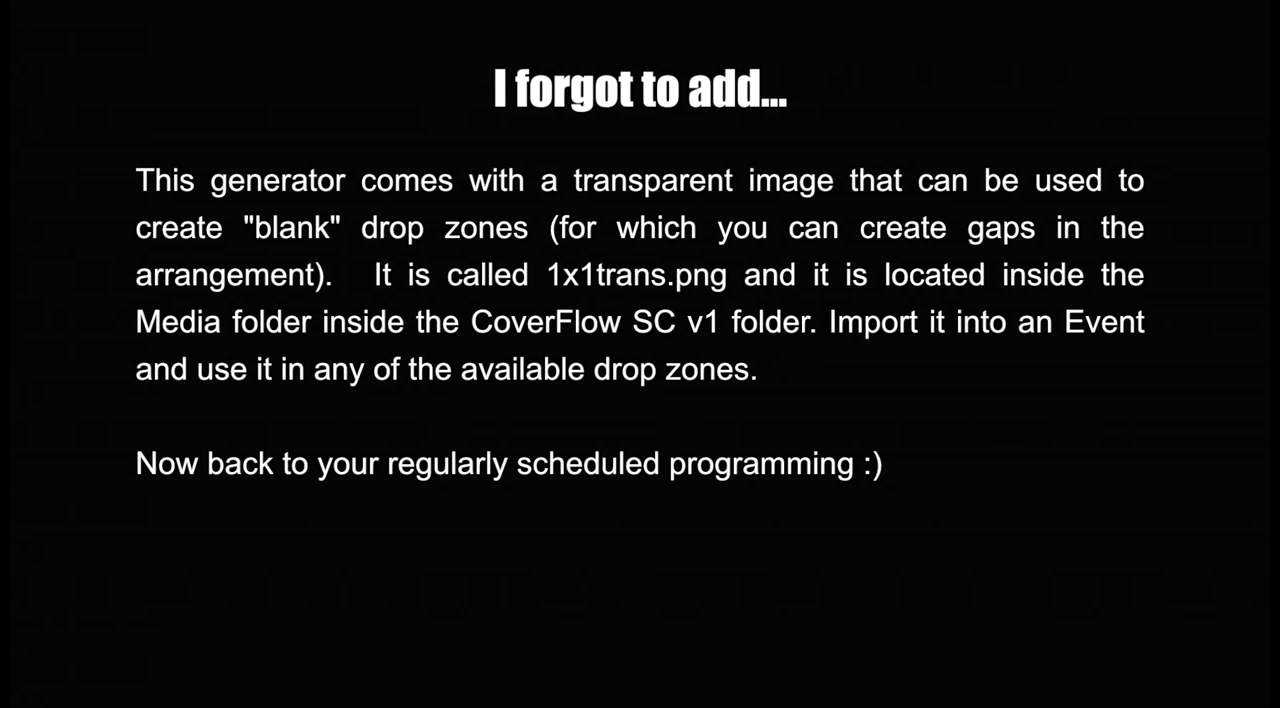 I forgot to add...
This generator comes with a transparent image that can be used to
create "blank" drop zones (for which you can create gaps in the
arrangement). It is called 1x1trans.png and it is located inside the
Media folder inside the CoverFlow SC v1 folder. Import it into an Event
and use it in any of the available drop zones.
Now back to your regularly scheduled programming :)